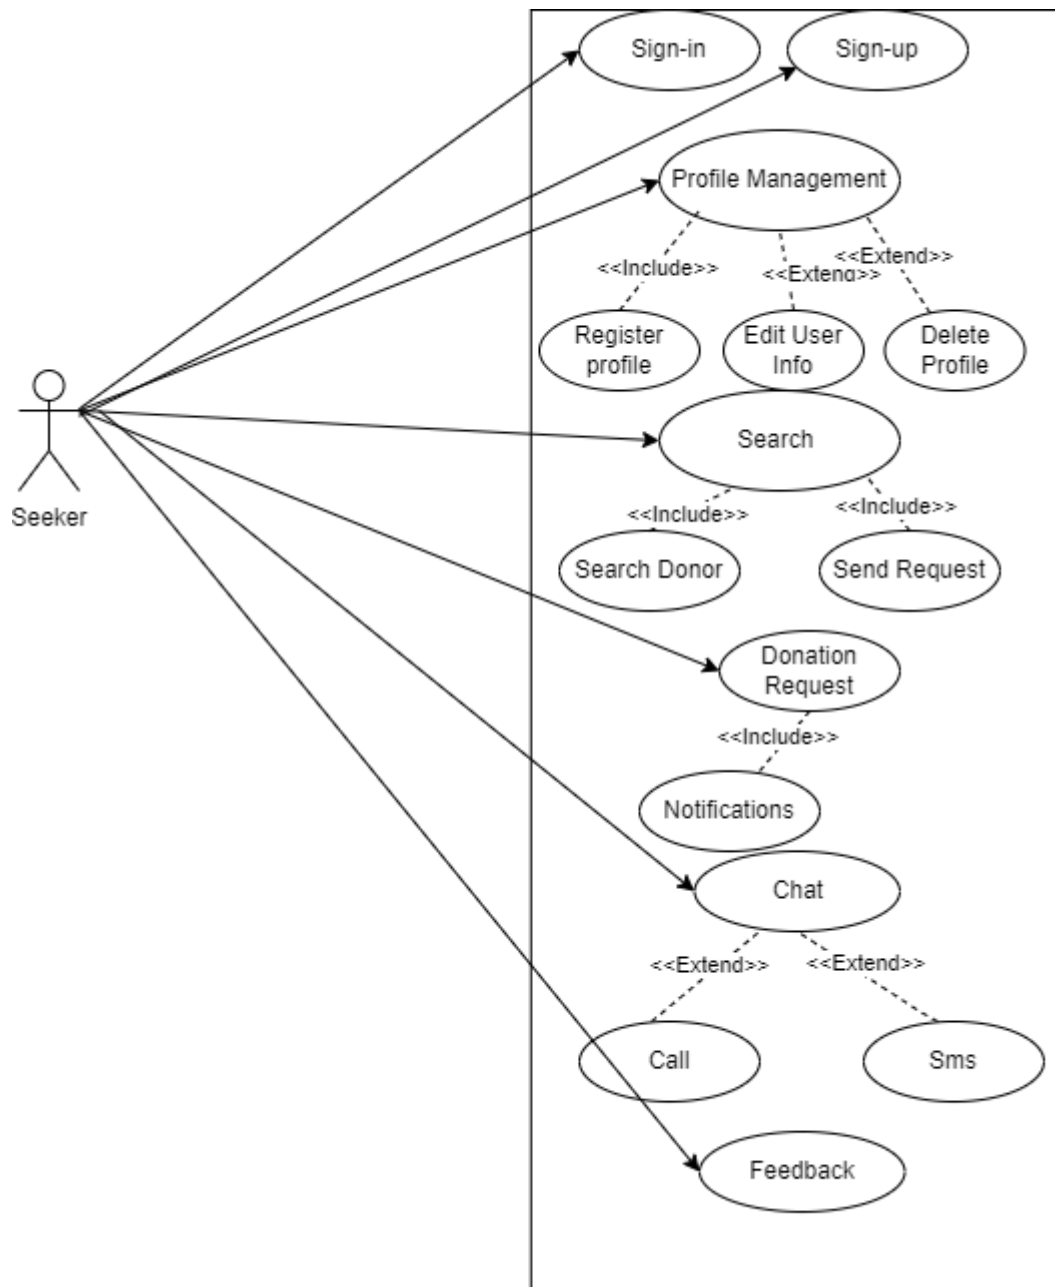 Sign-in
Sign-up
Profile Management
<<Include>>
<<Extend>>
<<Extend>>
Register
profile
Edit User
Info
Delete
Profile
Seeker
Search
<<Include>>
<<Include>>
Search Donor
Send Request
Donation
Request
<<Include>>
Notifications
Chat
<<Extend>>
<<Extend>>
Call
Sms
Feedback